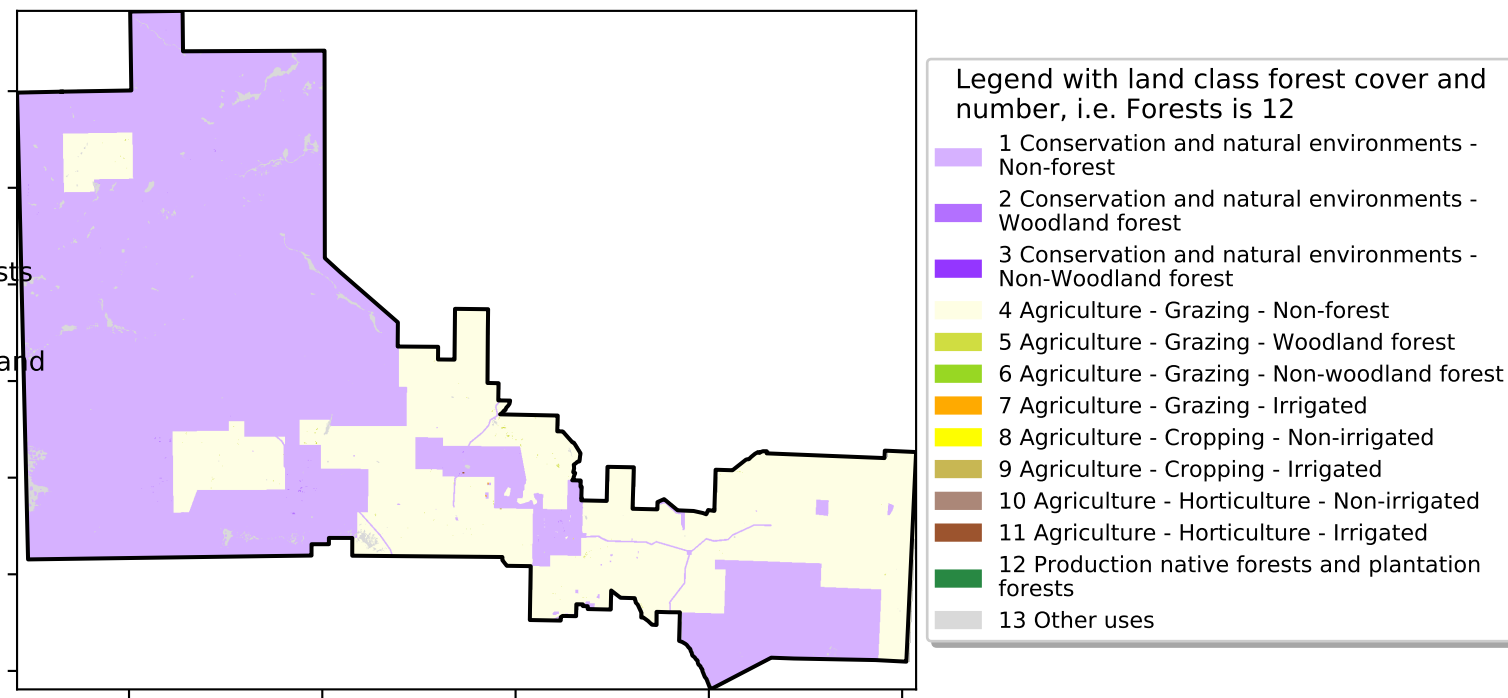 Legend with land class forest cover and
number, i.e. Forests is 12
1 Conservation and natural environments -
Non-forest
2 Conservation and natural environments -
Woodland forest
3 Conservation and natural environments -
Non-Woodland forest
4 Agriculture - Grazing - Non-forest
5 Agriculture - Grazing - Woodland forest
6 Agriculture - Grazing - Non-woodland forest
7 Agriculture - Grazing - Irrigated
8 Agriculture - Cropping - Non-irrigated
9 Agriculture - Cropping - Irrigated
10 Agriculture - Horticulture - Non-irrigated
11 Agriculture - Horticulture - Irrigated
12 Production native forests and plantation
forests
13 Other uses